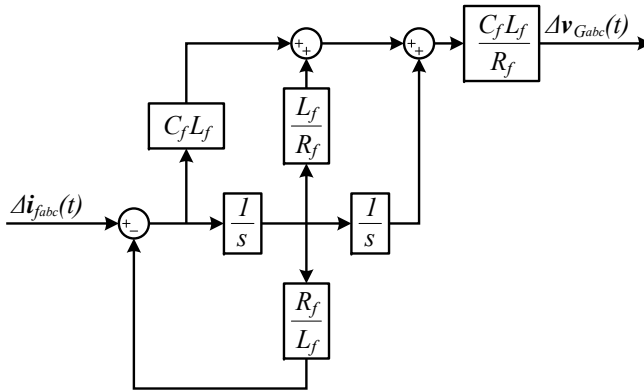 +
+
+
+
C_f L_f
R_f
Δv_Gabc(t)
C_f L_f
L_f
R_f
Δi_fabc(t)
+
−
1
s
1
s
R_f
L_f